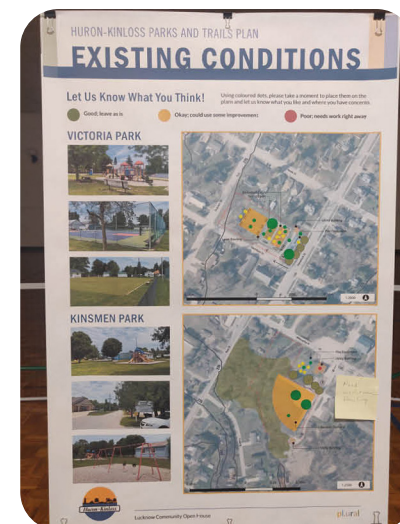 HURON-KINLOSS PARKS AND TRAILS PLAN
EXISTING CONDITIONS
Let Us Know What You Think!
Using coloured dots, please take a moment to place them on the
plans and let us know what you like and where you have concerns
Good; leave as is
Okay; could use some improvement
Poor; needs work right away
VICTORIA PARK
KINSMEN PARK
Huron-Kinloss
Lucknow Community Open House
plural